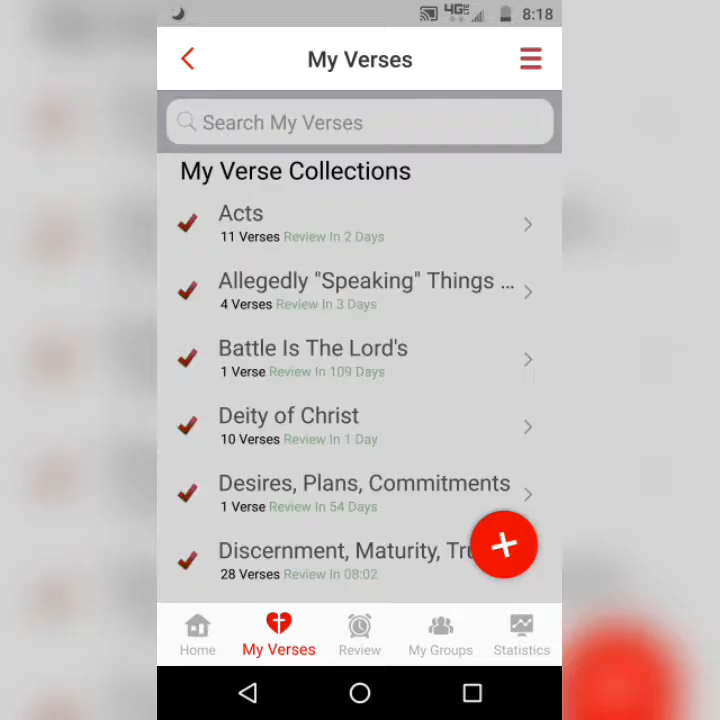 4G 8:18
My Verses
Search My Verses
My Verse Collections
Acts
11 Verses Review In 2 Days
Allegedly "Speaking" Things ...
4 Verses Review In 3 Days
Battle Is The Lord's
1 Verse Review In 109 Days
Deity of Christ
10 Verses Review In 1 Day
Desires, Plans, Commitments
1 Verse Review In 54 Days
Discernment, Maturity,
28 Verses Review In 08:02
Home My Verses Review My Groups Statistics